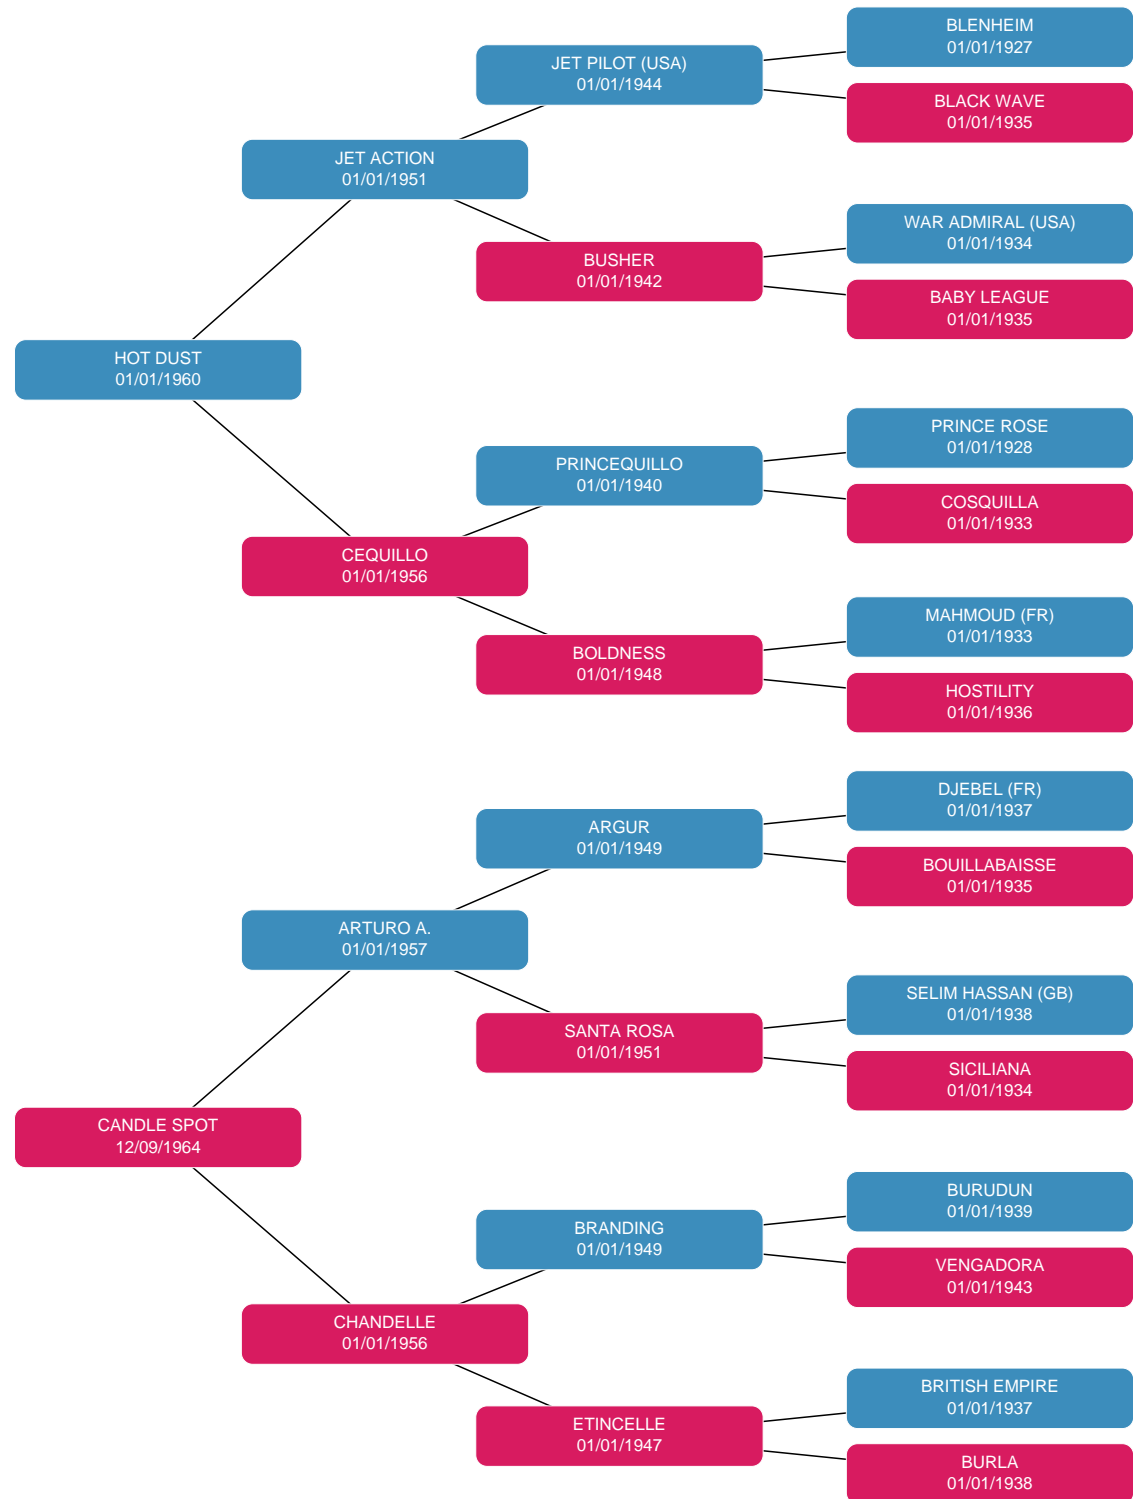 BLENHEIM
01/01/1927
JET PILOT (USA)
01/01/1944
BLACK WAVE
01/01/1935
JET ACTION
01/01/1951
WAR ADMIRAL (USA)
01/01/1934
BUSHER
01/01/1942
BABY LEAGUE
01/01/1935
HOT DUST
01/01/1960
PRINCE ROSE
01/01/1928
PRINCEQUILLO
01/01/1940
COSQUILLA
01/01/1933
CEQUILLO
01/01/1956
MAHMOUD (FR)
01/01/1933
BOLDNESS
01/01/1948
HOSTILITY
01/01/1936
DJEBEL (FR)
01/01/1937
ARGUR
01/01/1949
BOUILLABAISSE
01/01/1935
ARTURO A.
01/01/1957
SELIM HASSAN (GB)
01/01/1938
SANTA ROSA
01/01/1951
SICILIANA
01/01/1934
CANDLE SPOT
12/09/1964
BURUDUN
01/01/1939
BRANDING
01/01/1949
VENGADORA
01/01/1943
CHANDELLE
01/01/1956
BRITISH EMPIRE
01/01/1937
ETINCELLE
01/01/1947
BURLA
01/01/1938